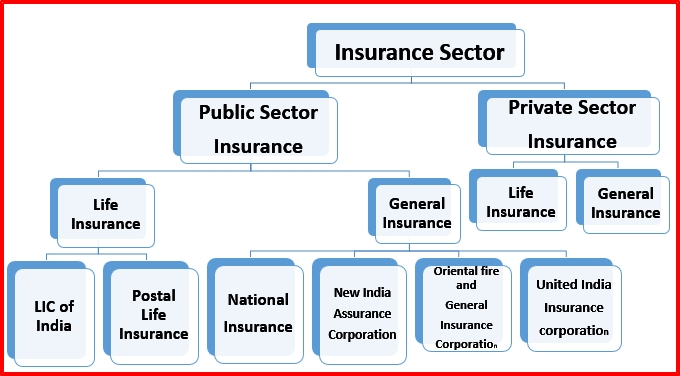 Insurance Sector
Public Sector
Insurance
Private Sector
Insurance
Life
Insurance
General
Insurance
Life
Insurance
General
Insurance
LIC of
India
Postal
Life
Insurance
National
Insurance
New India
Assurance
Corporation
Oriental fire
and
General
Insurance
Corporation
United India
Insurance
corporation